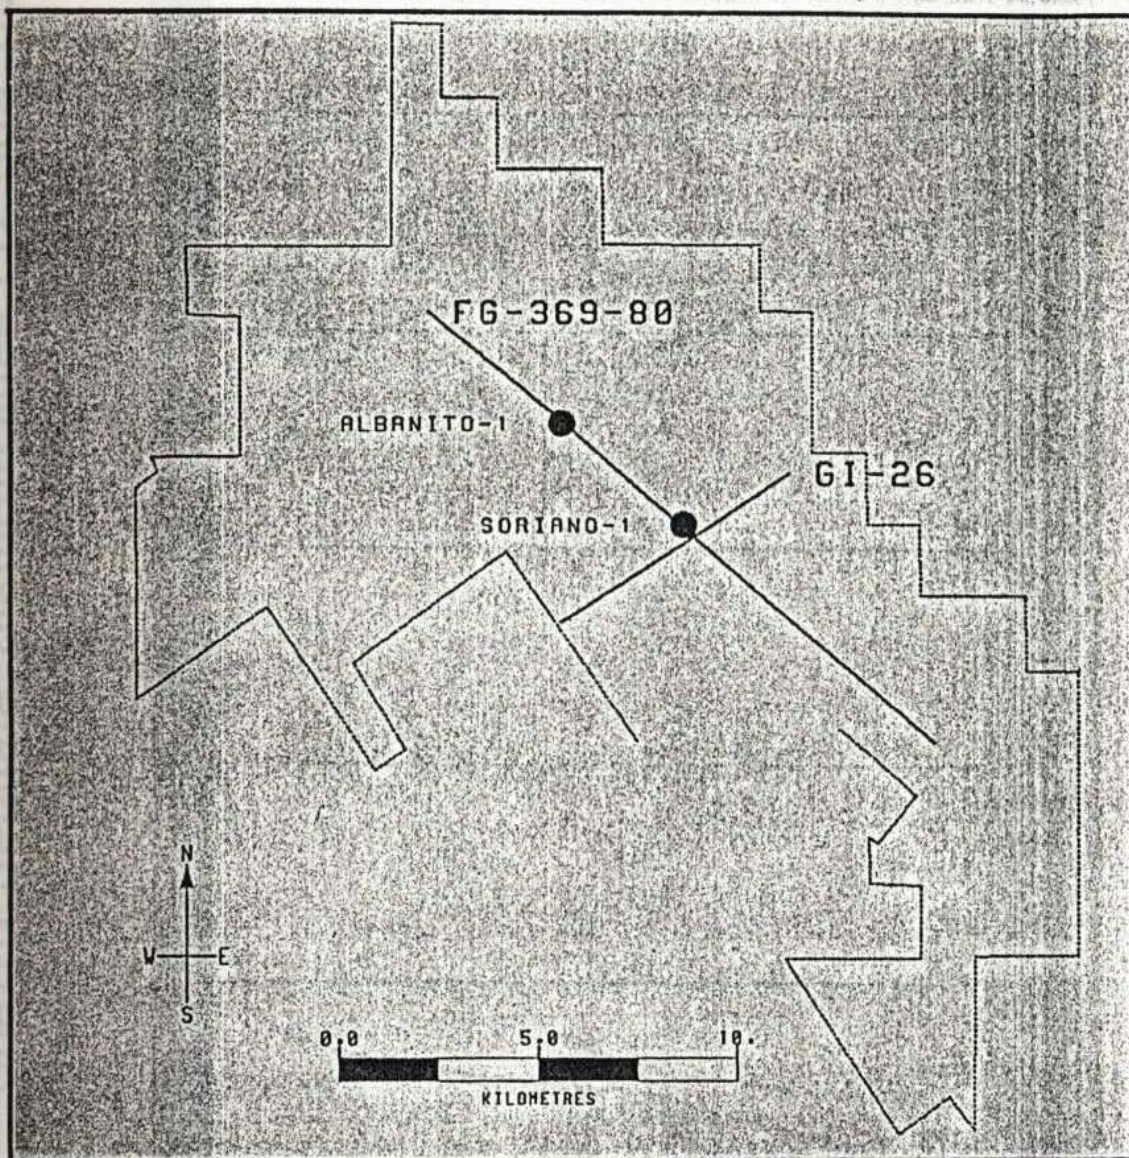 FG-369-80
ALBANITO-1
GI-26
SORIANO-1
N
W E
S
0.0 5.0 10.
KILOMETRES